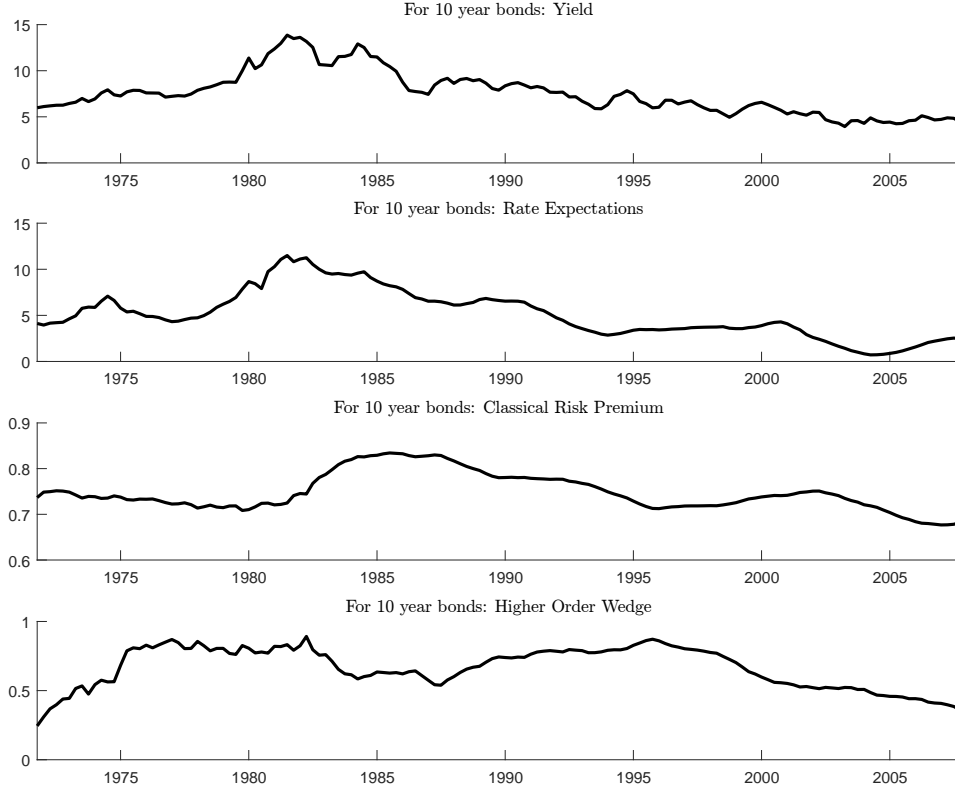 For 10 year bonds: Yield
15
10
5
0
1975 1980 1985 1990 1995 2000 2005
For 10 year bonds: Rate Expectations
15
10
5
0
1975 1980 1985 1990 1995 2000 2005
For 10 year bonds: Classical Risk Premium
0.9
0.8
0.7
0.6
1975 1980 1985 1990 1995 2000 2005
For 10 year bonds: Higher Order Wedge
1
0.5
0
1975 1980 1985 1990 1995 2000 2005